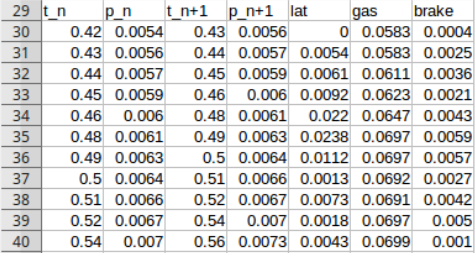 29 t_n p_n t_n+1 p_n+1 lat gas brake
30 0.42 0.0054 0.43 0.0056 0 0.0583 0.0004
31 0.43 0.0056 0.44 0.0057 0.0054 0.0583 0.0025
32 0.44 0.0057 0.45 0.0059 0.0061 0.0611 0.0036
33 0.45 0.0059 0.46 0.006 0.0092 0.0623 0.0021
34 0.46 0.006 0.48 0.0061 0.022 0.0647 0.0043
35 0.48 0.0061 0.49 0.0063 0.0238 0.0697 0.0059
36 0.49 0.0063 0.5 0.0064 0.0112 0.0697 0.0057
37 0.5 0.0064 0.51 0.0066 0.0013 0.0692 0.0027
38 0.51 0.0066 0.52 0.0067 0.0073 0.0691 0.0042
39 0.52 0.0067 0.54 0.007 0.0018 0.0697 0.005
40 0.54 0.007 0.56 0.0073 0.0043 0.0699 0.001